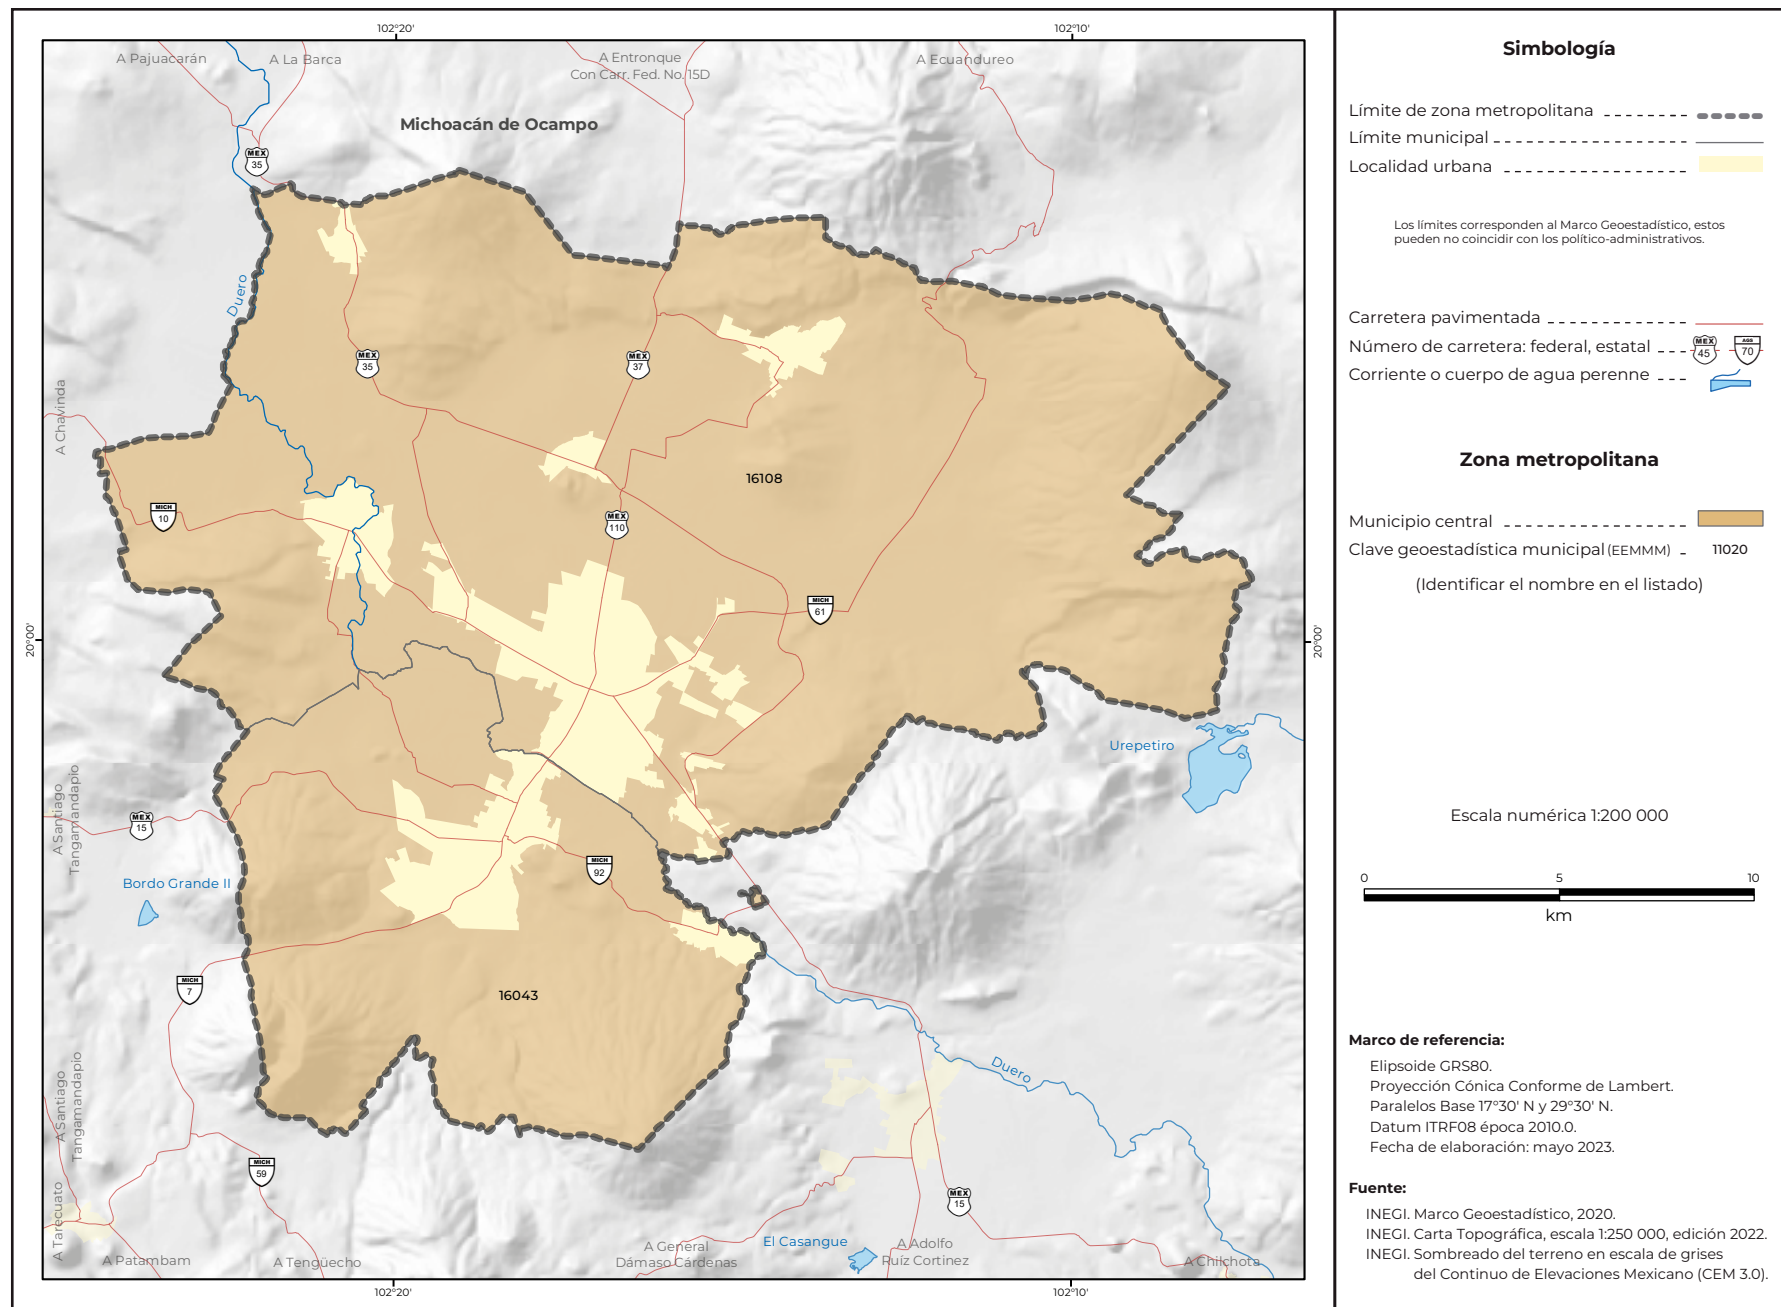 102°20'
102°10'
A Pajuacarán
A La Barca
A Entronque
Con Carr. Fed. No. 15D
A Ecuandureo
Michoacán de Ocampo
MEX
35
Duero
MEX
35
MEX
37
A Chavinda
16108
MICH
10
MEX
110
MICH
61
20°00'
20°00'
Urepetiro
A Santiago
Tangamandapio
MEX
15
MICH
92
Bordo Grande II
MICH
7
16043
Duero
A Santiago
Tangamandapio
MICH
59
MEX
15
A Tarecuato
A Patambam
A Tengüecho
A General
Dámaso Cárdenas
El Casangue
A Adolfo
Ruíz Cortínez
A Chilchota
102°20'
102°10'
Simbología
Límite de zona metropolitana
Límite municipal
Localidad urbana
Los límites corresponden al Marco Geoestadístico, estos
pueden no coincidir con los político-administrativos.
Carretera pavimentada
Número de carretera: federal, estatal
MEX
45
AGS
70
Corriente o cuerpo de agua perenne
Zona metropolitana
Municipio central
Clave geoestadística municipal (EEMMM) 11020
(Identificar el nombre en el listado)
Escala numérica 1:200 000
0 5 10
km
Marco de referencia:
Elipsoide GRS80.
Proyección Cónica Conforme de Lambert.
Paralelos Base 17°30' N y 29°30' N.
Datum ITRF08 época 2010.0.
Fecha de elaboración: mayo 2023.
Fuente:
INEGI. Marco Geoestadístico, 2020.
INEGI. Carta Topográfica, escala 1:250 000, edición 2022.
INEGI. Sombreado del terreno en escala de grises
del Continuo de Elevaciones Mexicano (CEM 3.0).